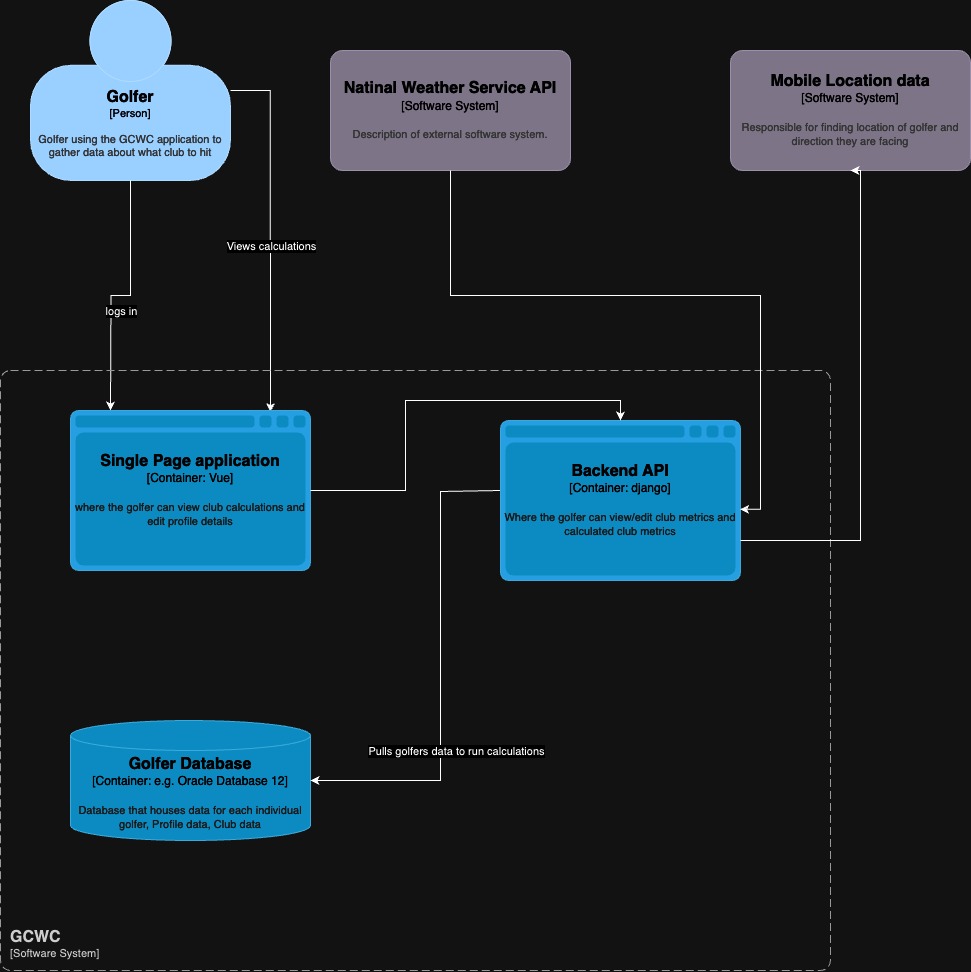 Golfer
[Person]
Golfer using the GCWC application to
gather data about what club to hit
Natinal Weather Service API
[Software System]
Description of external software system.
Mobile Location data
[Software System]
Responsible for finding location of golfer and
direction they are facing
Views calculations
logs in
Single Page application
[Container: Vue]
where the golfer can view club calculations and
edit profile details
Backend API
[Container: django]
Where the golfer can view/edit club metrics and
calculated club metrics
Pulls golfers data to run calculations
Golfer Database
[Container: e.g. Oracle Database 12]
Database that houses data for each individual
golfer, Profile data, Club data
GCWC
[Software System]